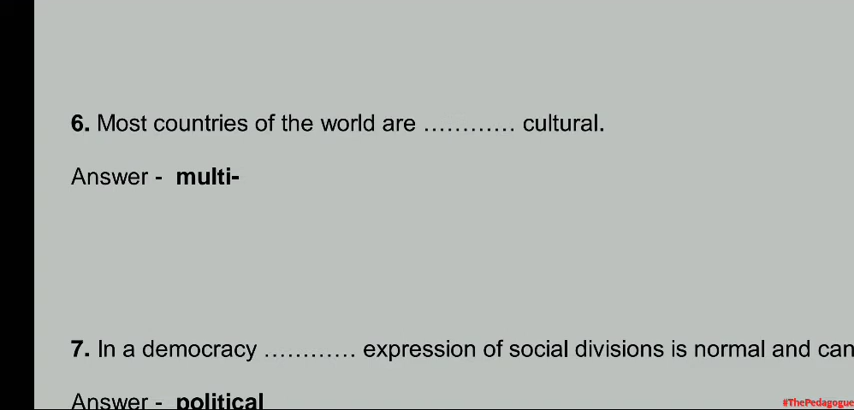 6. Most countries of the world are ............ cultural.
Answer - multi-
7. In a democracy ............ expression of social divisions is normal and can
Answer - political
#ThePedagogue